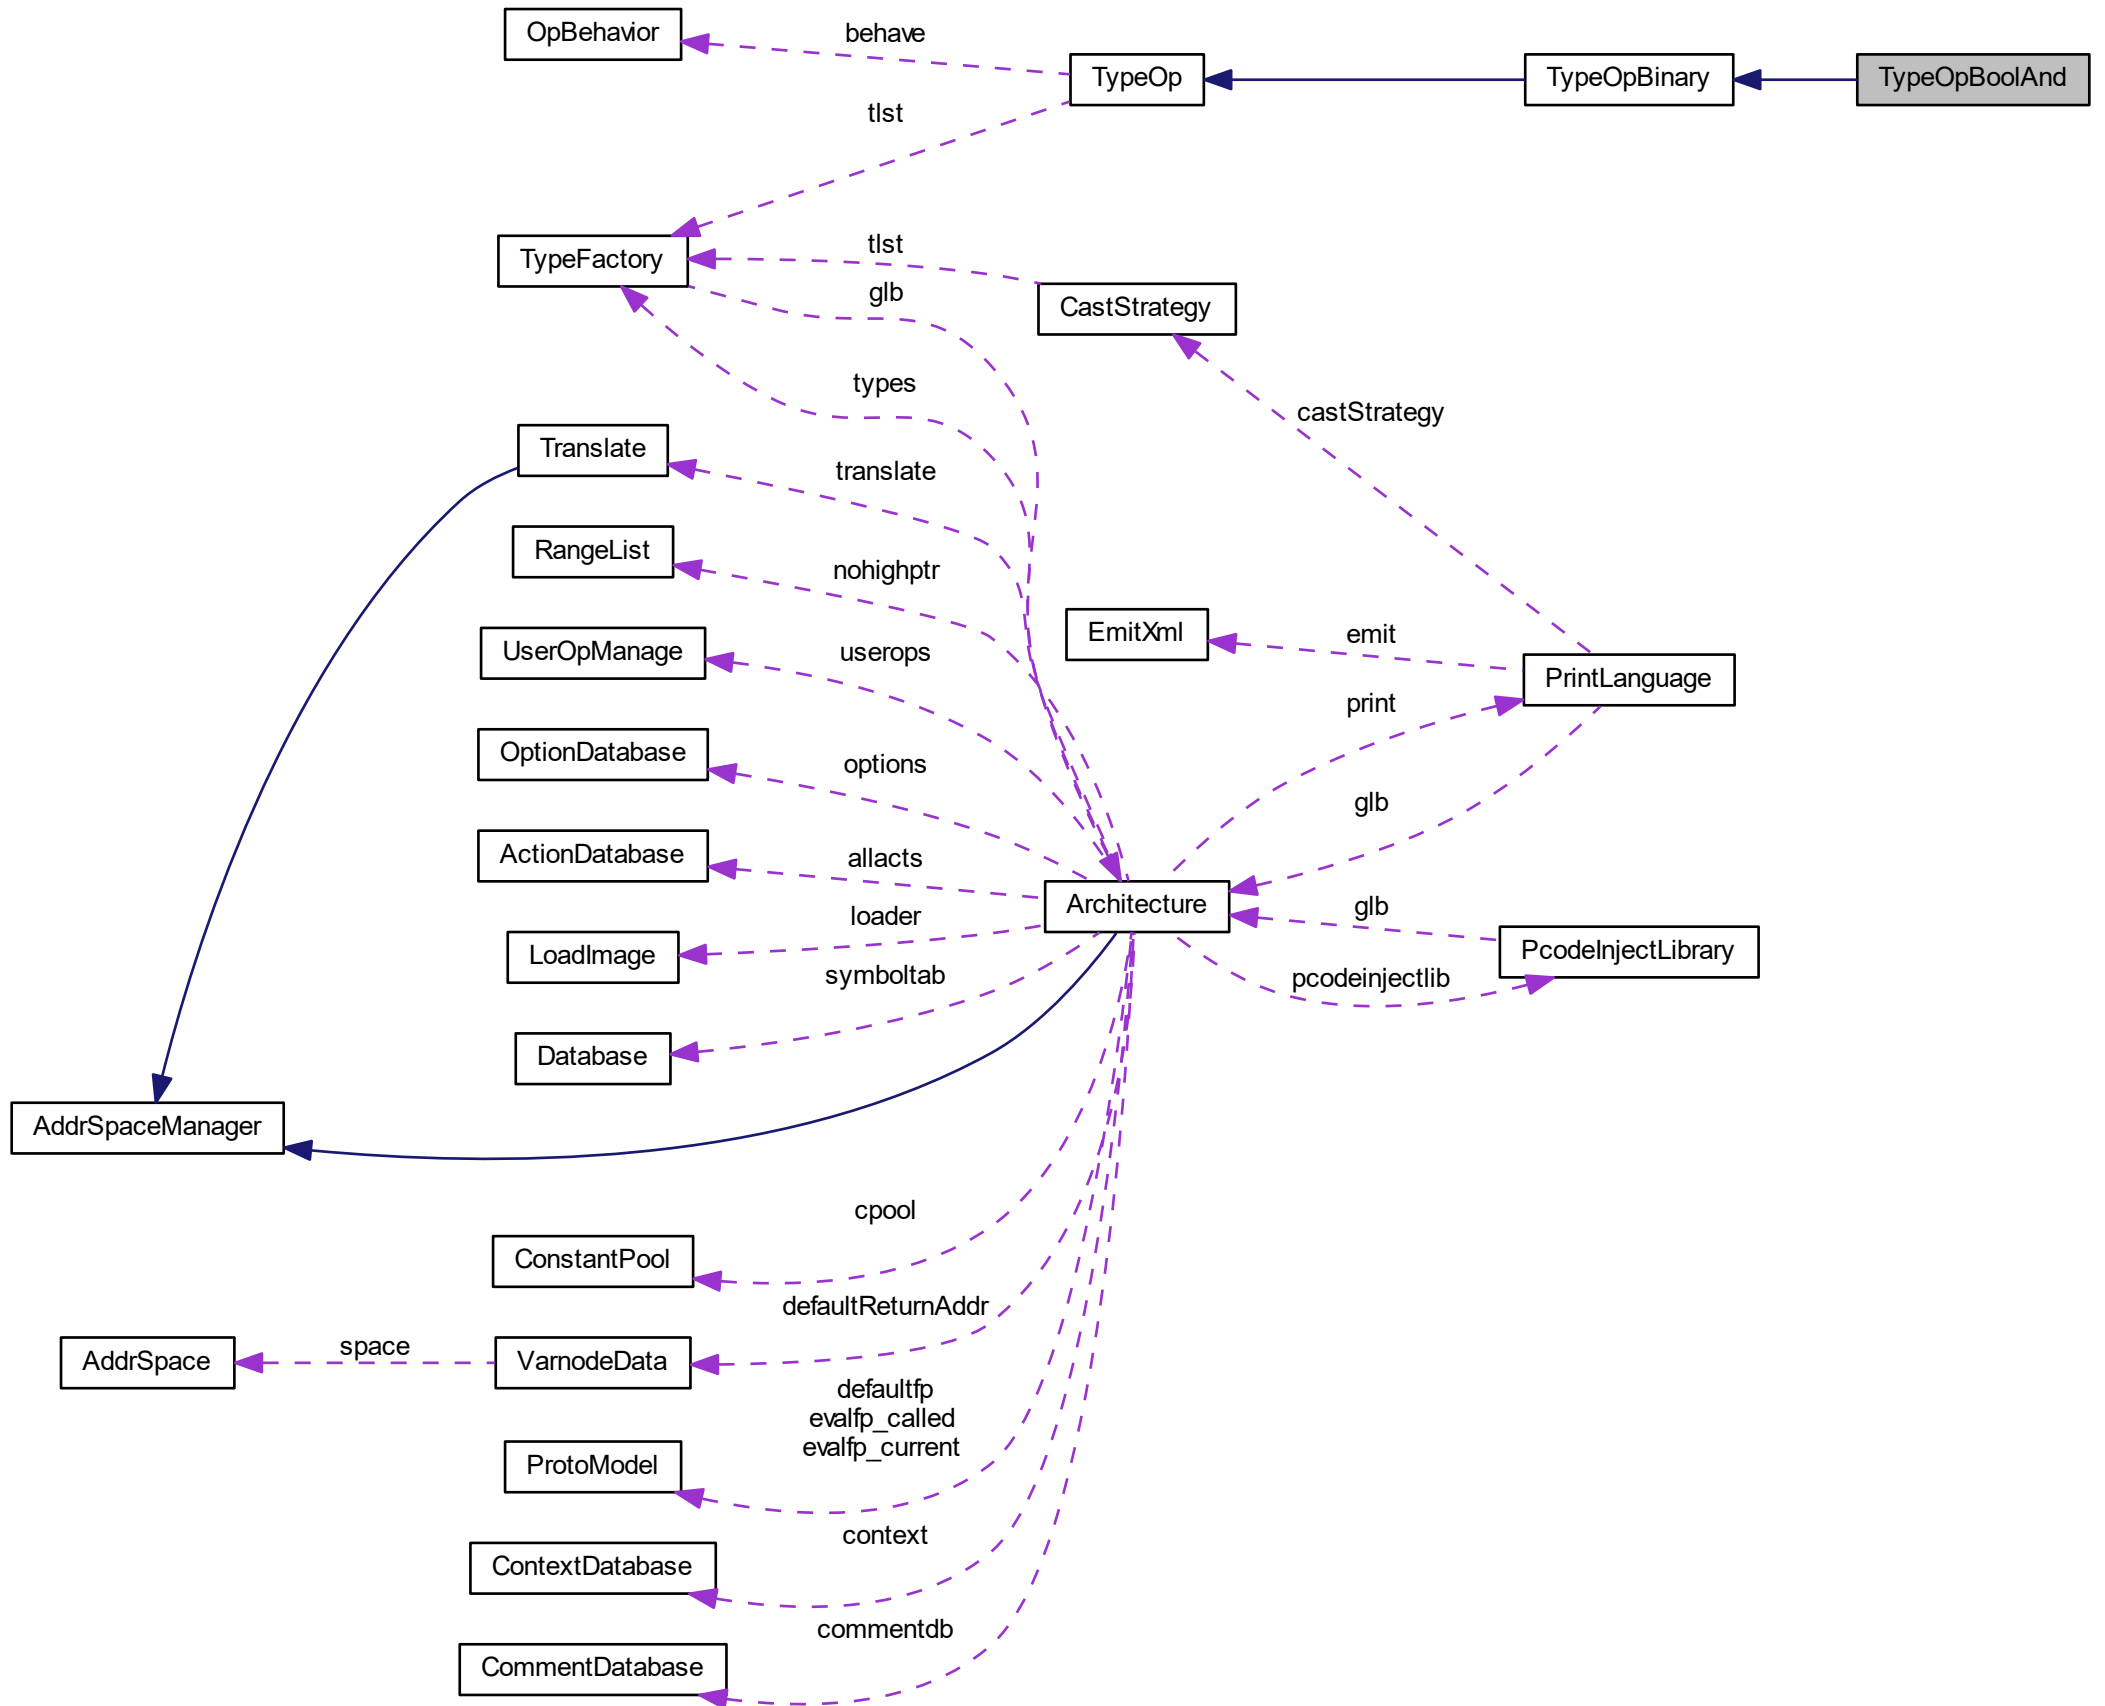 OpBehavior
behave
TypeOp
TypeOpBinary
TypeOpBoolAnd
tlst
TypeFactory
tlst
glb
CastStrategy
types
castStrategy
Translate
translate
RangeList
nohighptr
EmitXml
emit
UserOpManage
userops
PrintLanguage
print
OptionDatabase
options
glb
ActionDatabase
allacts
Architecture
glb
loader
LoadImage
PcodeInjectLibrary
symboltab
pcodeinjectlib
Database
AddrSpaceManager
cpool
ConstantPool
defaultReturnAddr
AddrSpace
space
VarnodeData
defaultfp
evalfp_called
evalfp_current
ProtoModel
context
ContextDatabase
commentdb
CommentDatabase